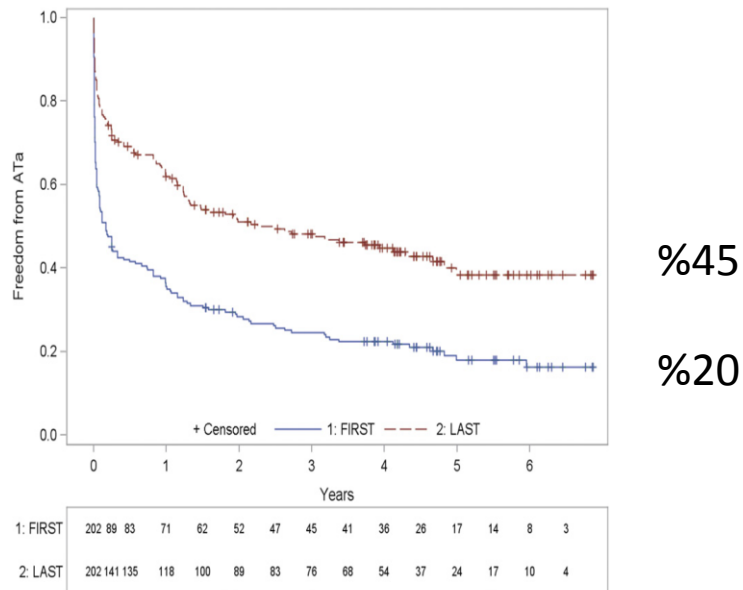 1.0
0.8
0.6
0.4
0.2
0.0
Freedom from ATa
+ Censored 1: FIRST 2: LAST
0 1 2 3 4 5 6
Years
1: FIRST 202 89 83 71 62 52 47 45 41 36 26 17 14 8 3
2: LAST 202 141 135 118 100 89 83 76 68 54 37 24 17 10 4
%45
%20